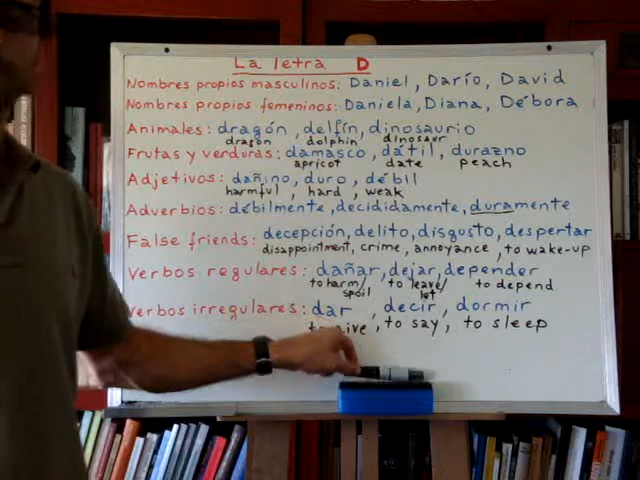 La letra D
Nombres propios masculinos: Daniel, Darío, David
Nombres propios femeninos: Daniela, Diana, Débora
Animales: dragón, delfín, dinosaurio
dragon dolphin dinosaur
Frutas y verduras: damasco, dátil, durazno
apricot date peach
Adjetivos: dañino, duro, débil
harmful, hard, weak
Adverbios: débilmente, decididamente, duramente
False friends: decepción, delito, disgusto, despertar
disappointment, crime, annoyance, to wake-up
Verbos regulares: dañar, dejar, depender
to harm/ to leave/ to depend
spoil let
Verbos irregulares: dar, decir, dormir
to give, to say, to sleep